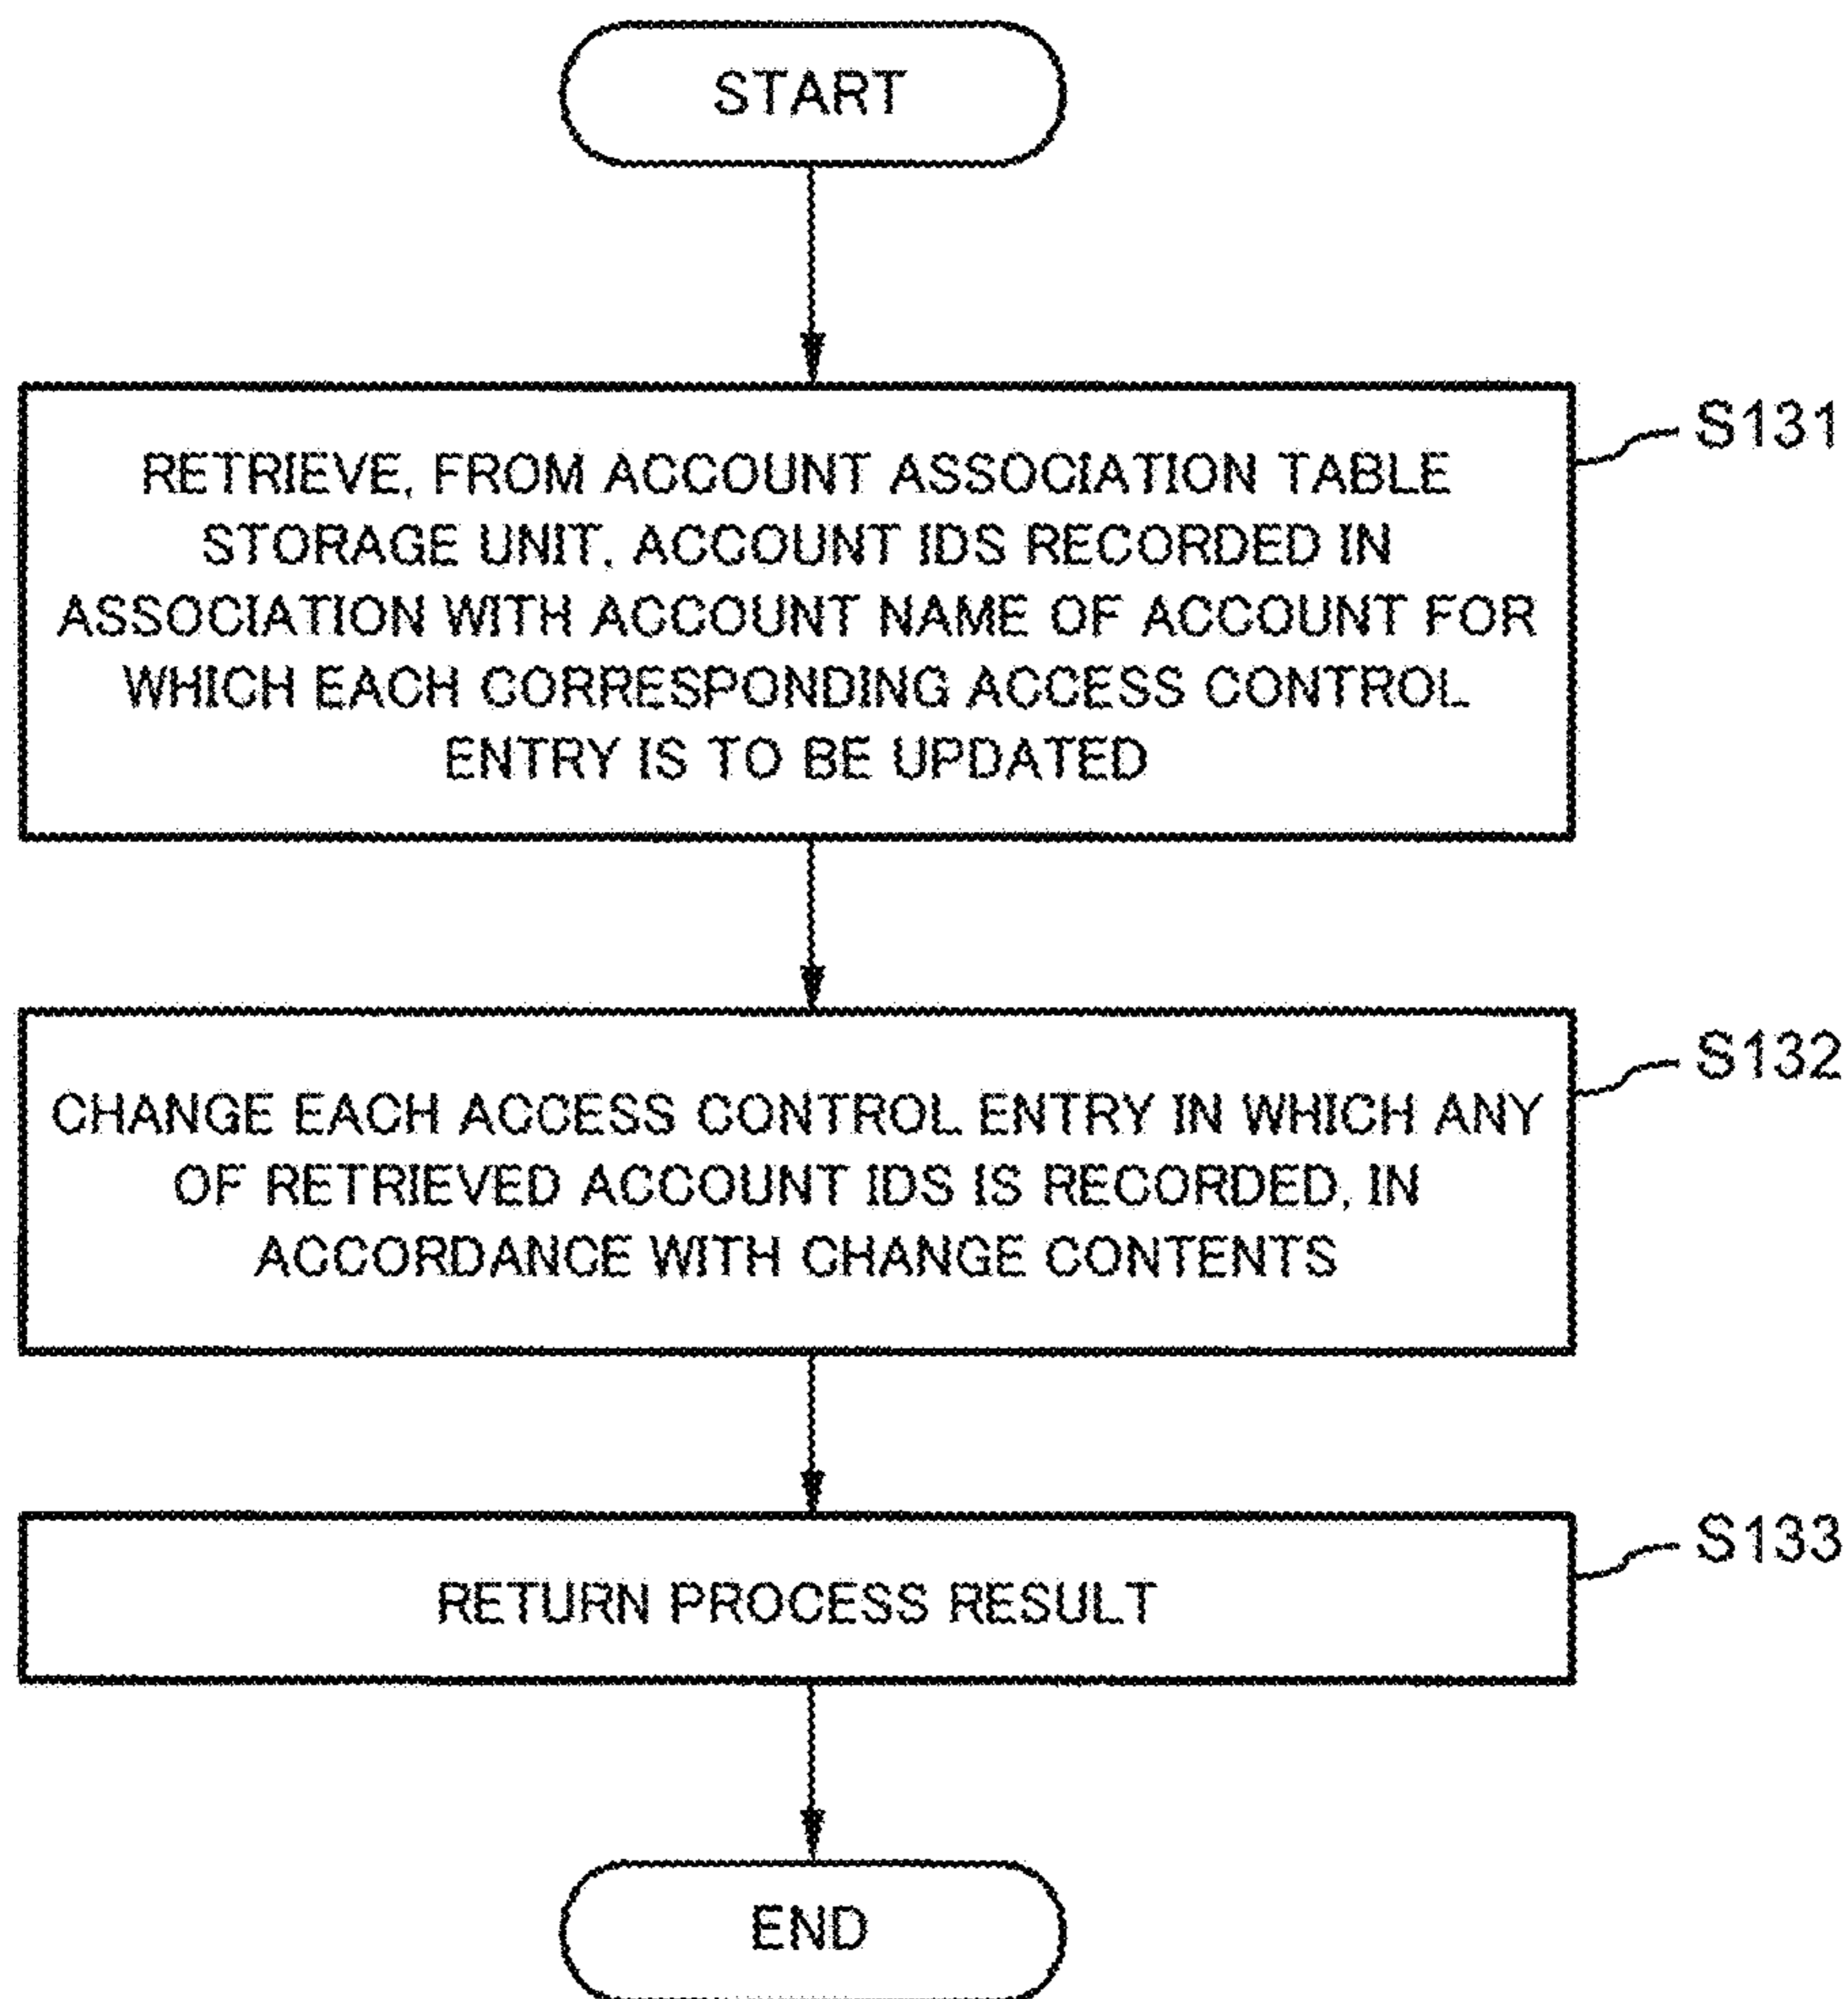 START
S131
RETRIEVE, FROM ACCOUNT ASSOCIATION TABLE
STORAGE UNIT, ACCOUNT IDS RECORDED IN
ASSOCIATION WITH ACCOUNT NAME OF ACCOUNT FOR
WHICH EACH CORRESPONDING ACCESS CONTROL
ENTRY IS TO BE UPDATED
S132
CHANGE EACH ACCESS CONTROL ENTRY IN WHICH ANY
OF RETRIEVED ACCOUNT IDS IS RECORDED, IN
ACCORDANCE WITH CHANGE CONTENTS
S133
RETURN PROCESS RESULT
END